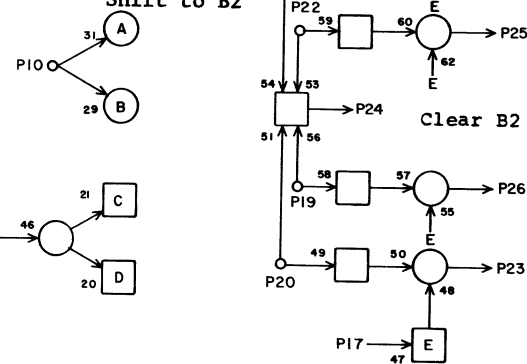 Shift to B2
P22
E
59
60
P25
31
A
P10
62
54
53
E
29
B
P24
51
56
Clear B2
21
C
58
57
P26
P19
55
46
E
49
50
20
D
P23
P20
48
P17
E
47